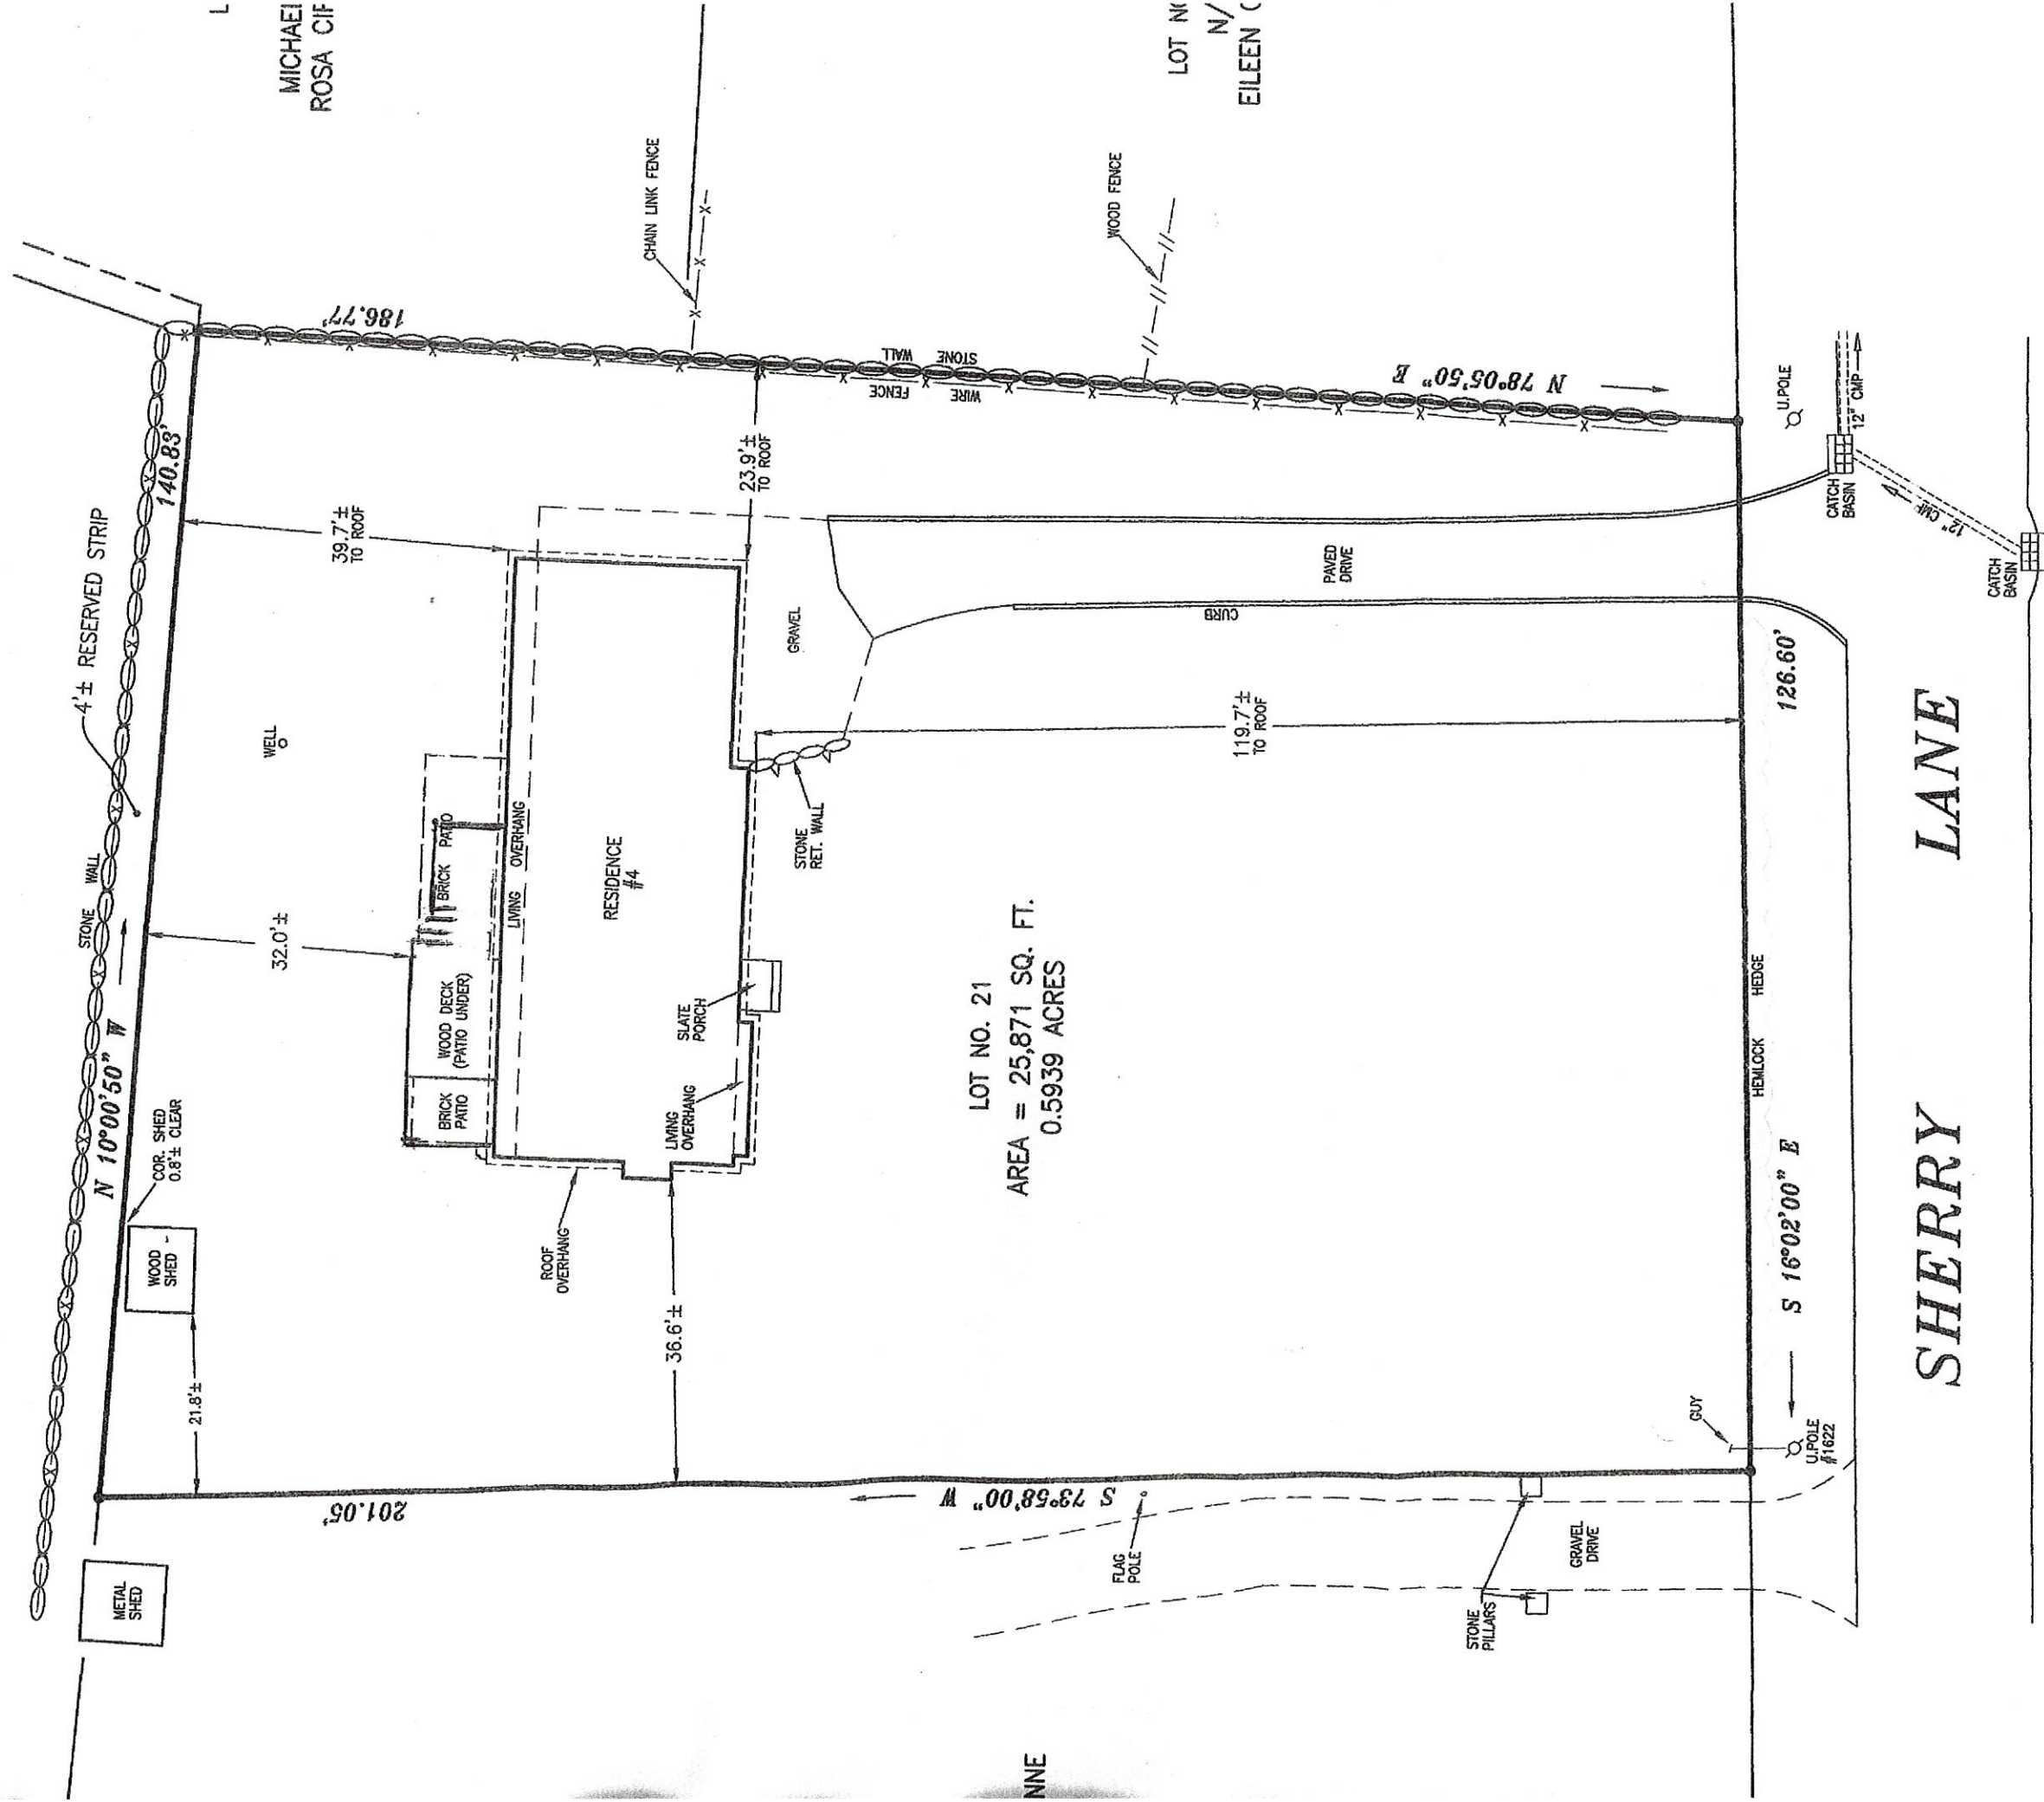 L
MICHAEL
ROSA CIF
LOT NO
N/
EILEEN
CHAIN LINK FENCE
WOOD FENCE
186.77'
STONE WALL
WIRE FENCE
N 78°05'50" E
U.POLE
12" CMP
CATCH
BASIN
12" CMP
CATCH
BASIN
140.83'
4'± RESERVED STRIP
39.7'±
TO ROOF
23.9'±
TO ROOF
PAVED
DRIVE
CURB
GRAVEL
WELL
STONE WALL
N 10°00'50" W
32.0'±
BRICK PATIO
LIVING OVERHANG
RESIDENCE
#4
STONE
RET. WALL
119.7'±
TO ROOF
126.60'
WOOD DECK
(PATIO UNDER)
BRICK
PATIO
SLATE
PORCH
LIVING
OVERHANG
LOT NO. 21
AREA = 25,871 SQ. FT.
0.5939 ACRES
HEMLOCK HEDGE
COR. SHED
0.8'± CLEAR
WOOD
SHED
ROOF
OVERHANG
36.6'±
21.8'±
S 16°02'00" E
SHERRY LANE
GUY
U.POLE
#1622
201.05'
S 73°58'00" W
FLAG
POLE
GRAVEL
DRIVE
STONE
PILLARS
METAL
SHED
NNE